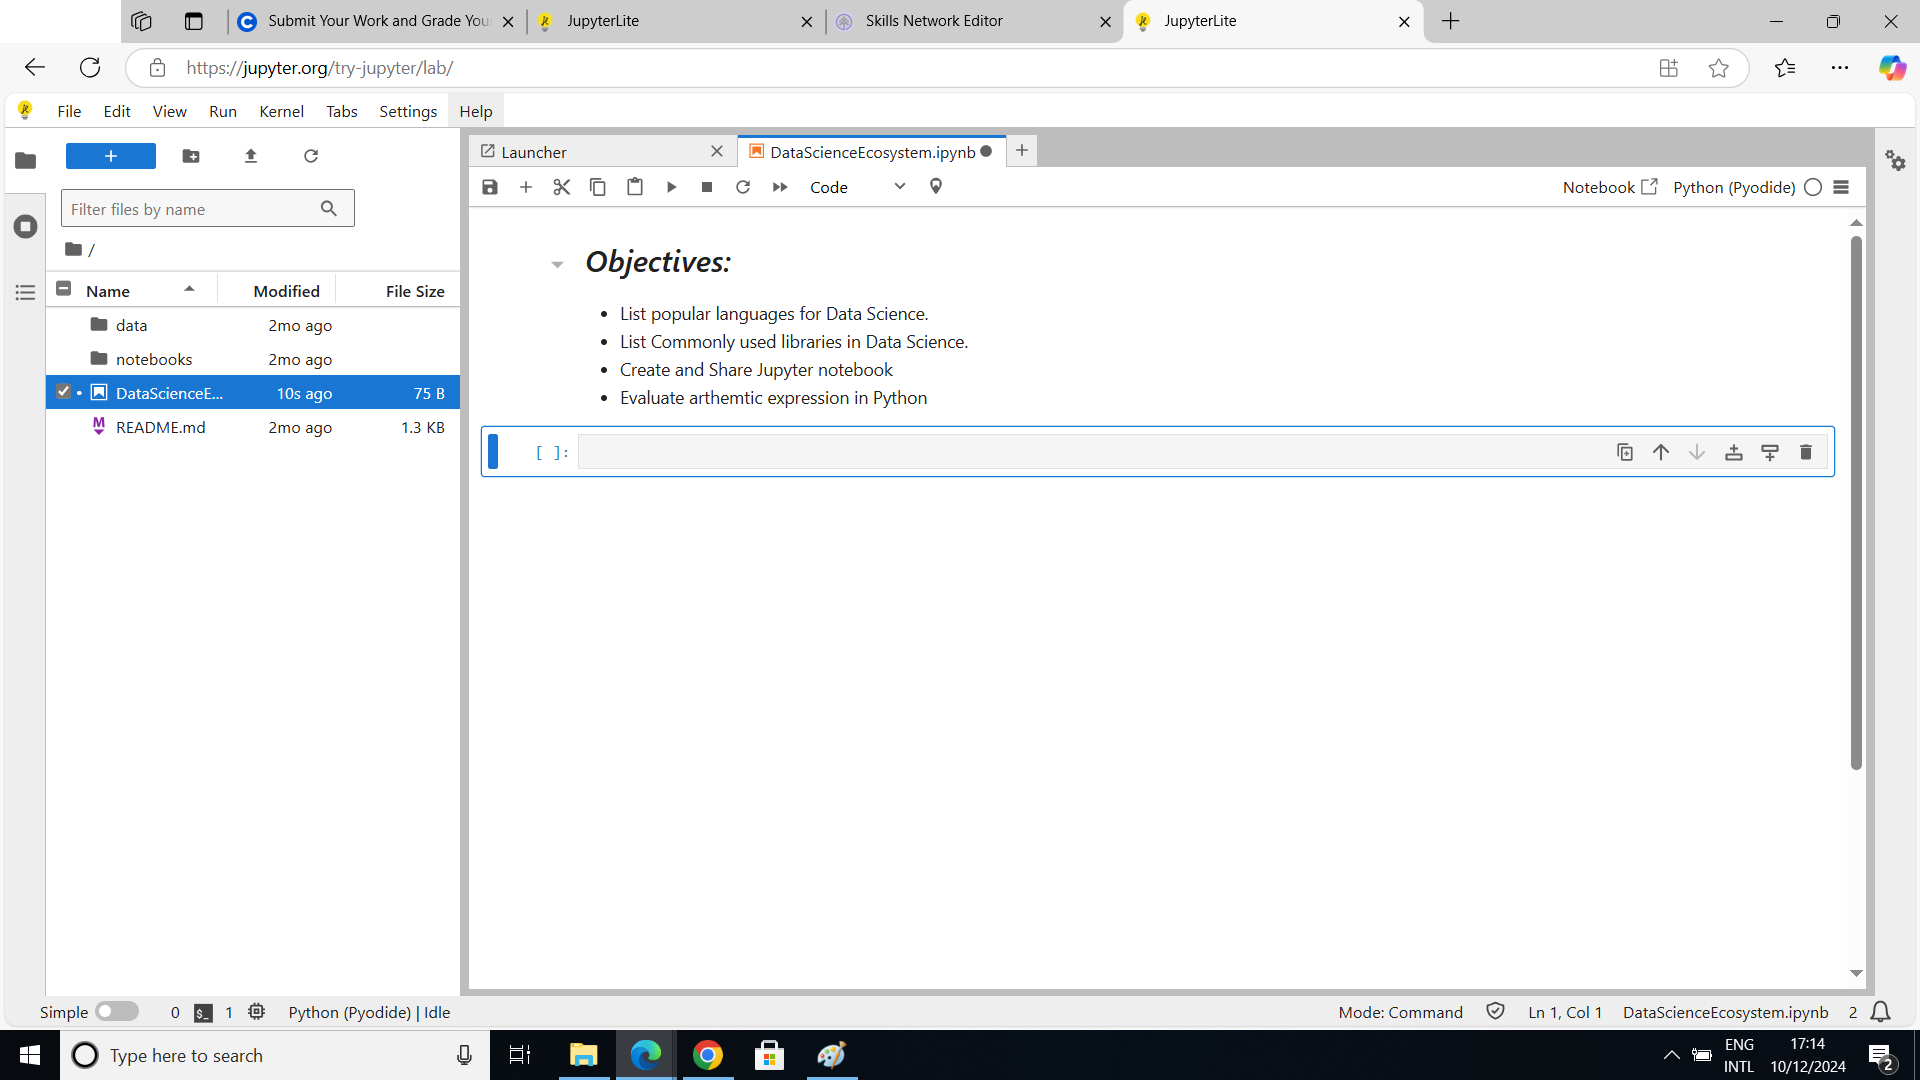 Submit Your Work and Grade You
JupyterLite
Skills Network Editor
JupyterLite
https://jupyter.org/try-jupyter/lab/
File Edit View Run Kernel Tabs Settings Help
Launcher
DataScienceEcosystem.ipynb
Code
Notebook
Python (Pyodide)
Filter files by name
/
Name Modified File Size
data 2mo ago
notebooks 2mo ago
DataScienceE... 10s ago 75 B
README.md 2mo ago 1.3 KB
Objectives:
• List popular languages for Data Science.
• List Commonly used libraries in Data Science.
• Create and Share Jupyter notebook
• Evaluate arthemtic expression in Python
[ ]:
Simple 0 $_ 1 Python (Pyodide) | Idle
Mode: Command Ln 1, Col 1 DataScienceEcosystem.ipynb 2
Type here to search
ENG
INTL
17:14
10/12/2024
2